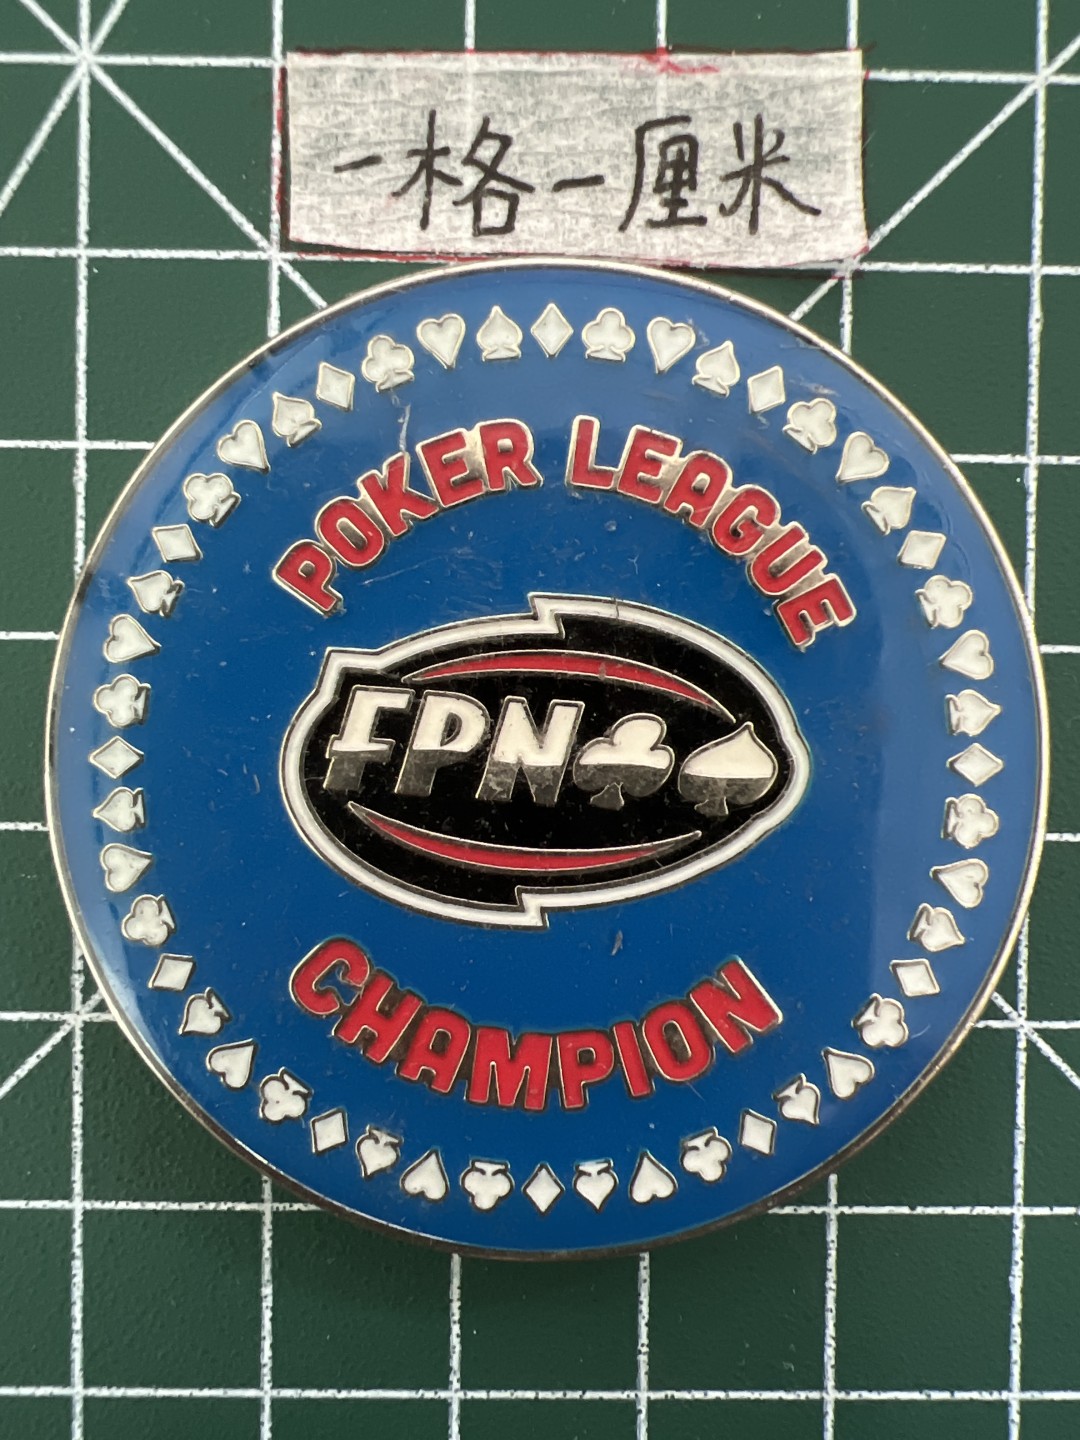 一格一厘米
POKER LEAGUE
FPN
CHAMPION